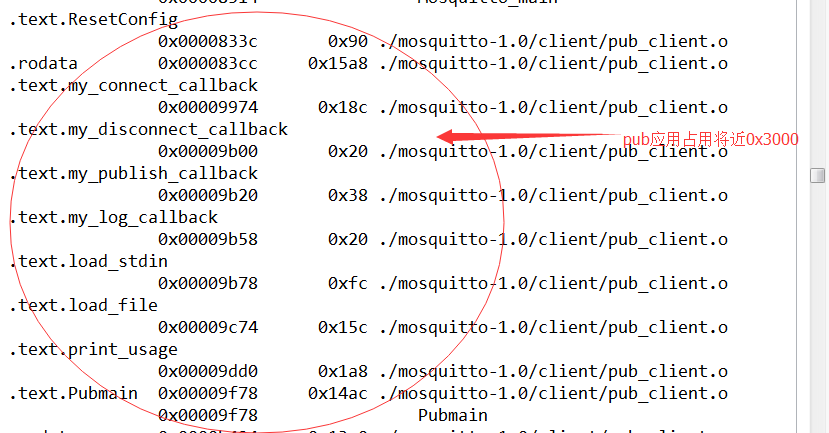 Mosquitto_main
.text.ResetConfig
0x0000833c 0x90 ./mosquitto-1.0/client/pub_client.o
.rodata 0x000083cc 0x15a8 ./mosquitto-1.0/client/pub_client.o
.text.my_connect_callback
0x00009974 0x18c ./mosquitto-1.0/client/pub_client.o
.text.my_disconnect_callback
pub应用占用将近0x3000
0x00009b00 0x20 ./mosquitto-1.0/client/pub_client.o
.text.my_publish_callback
0x00009b20 0x38 ./mosquitto-1.0/client/pub_client.o
.text.my_log_callback
0x00009b58 0x20 ./mosquitto-1.0/client/pub_client.o
.text.load_stdin
0x00009b78 0xfc ./mosquitto-1.0/client/pub_client.o
.text.load_file
0x00009c74 0x15c ./mosquitto-1.0/client/pub_client.o
.text.print_usage
0x00009dd0 0x1a8 ./mosquitto-1.0/client/pub_client.o
.text.Pubmain 0x00009f78 0x14ac ./mosquitto-1.0/client/pub_client.o
0x00009f78 Pubmain